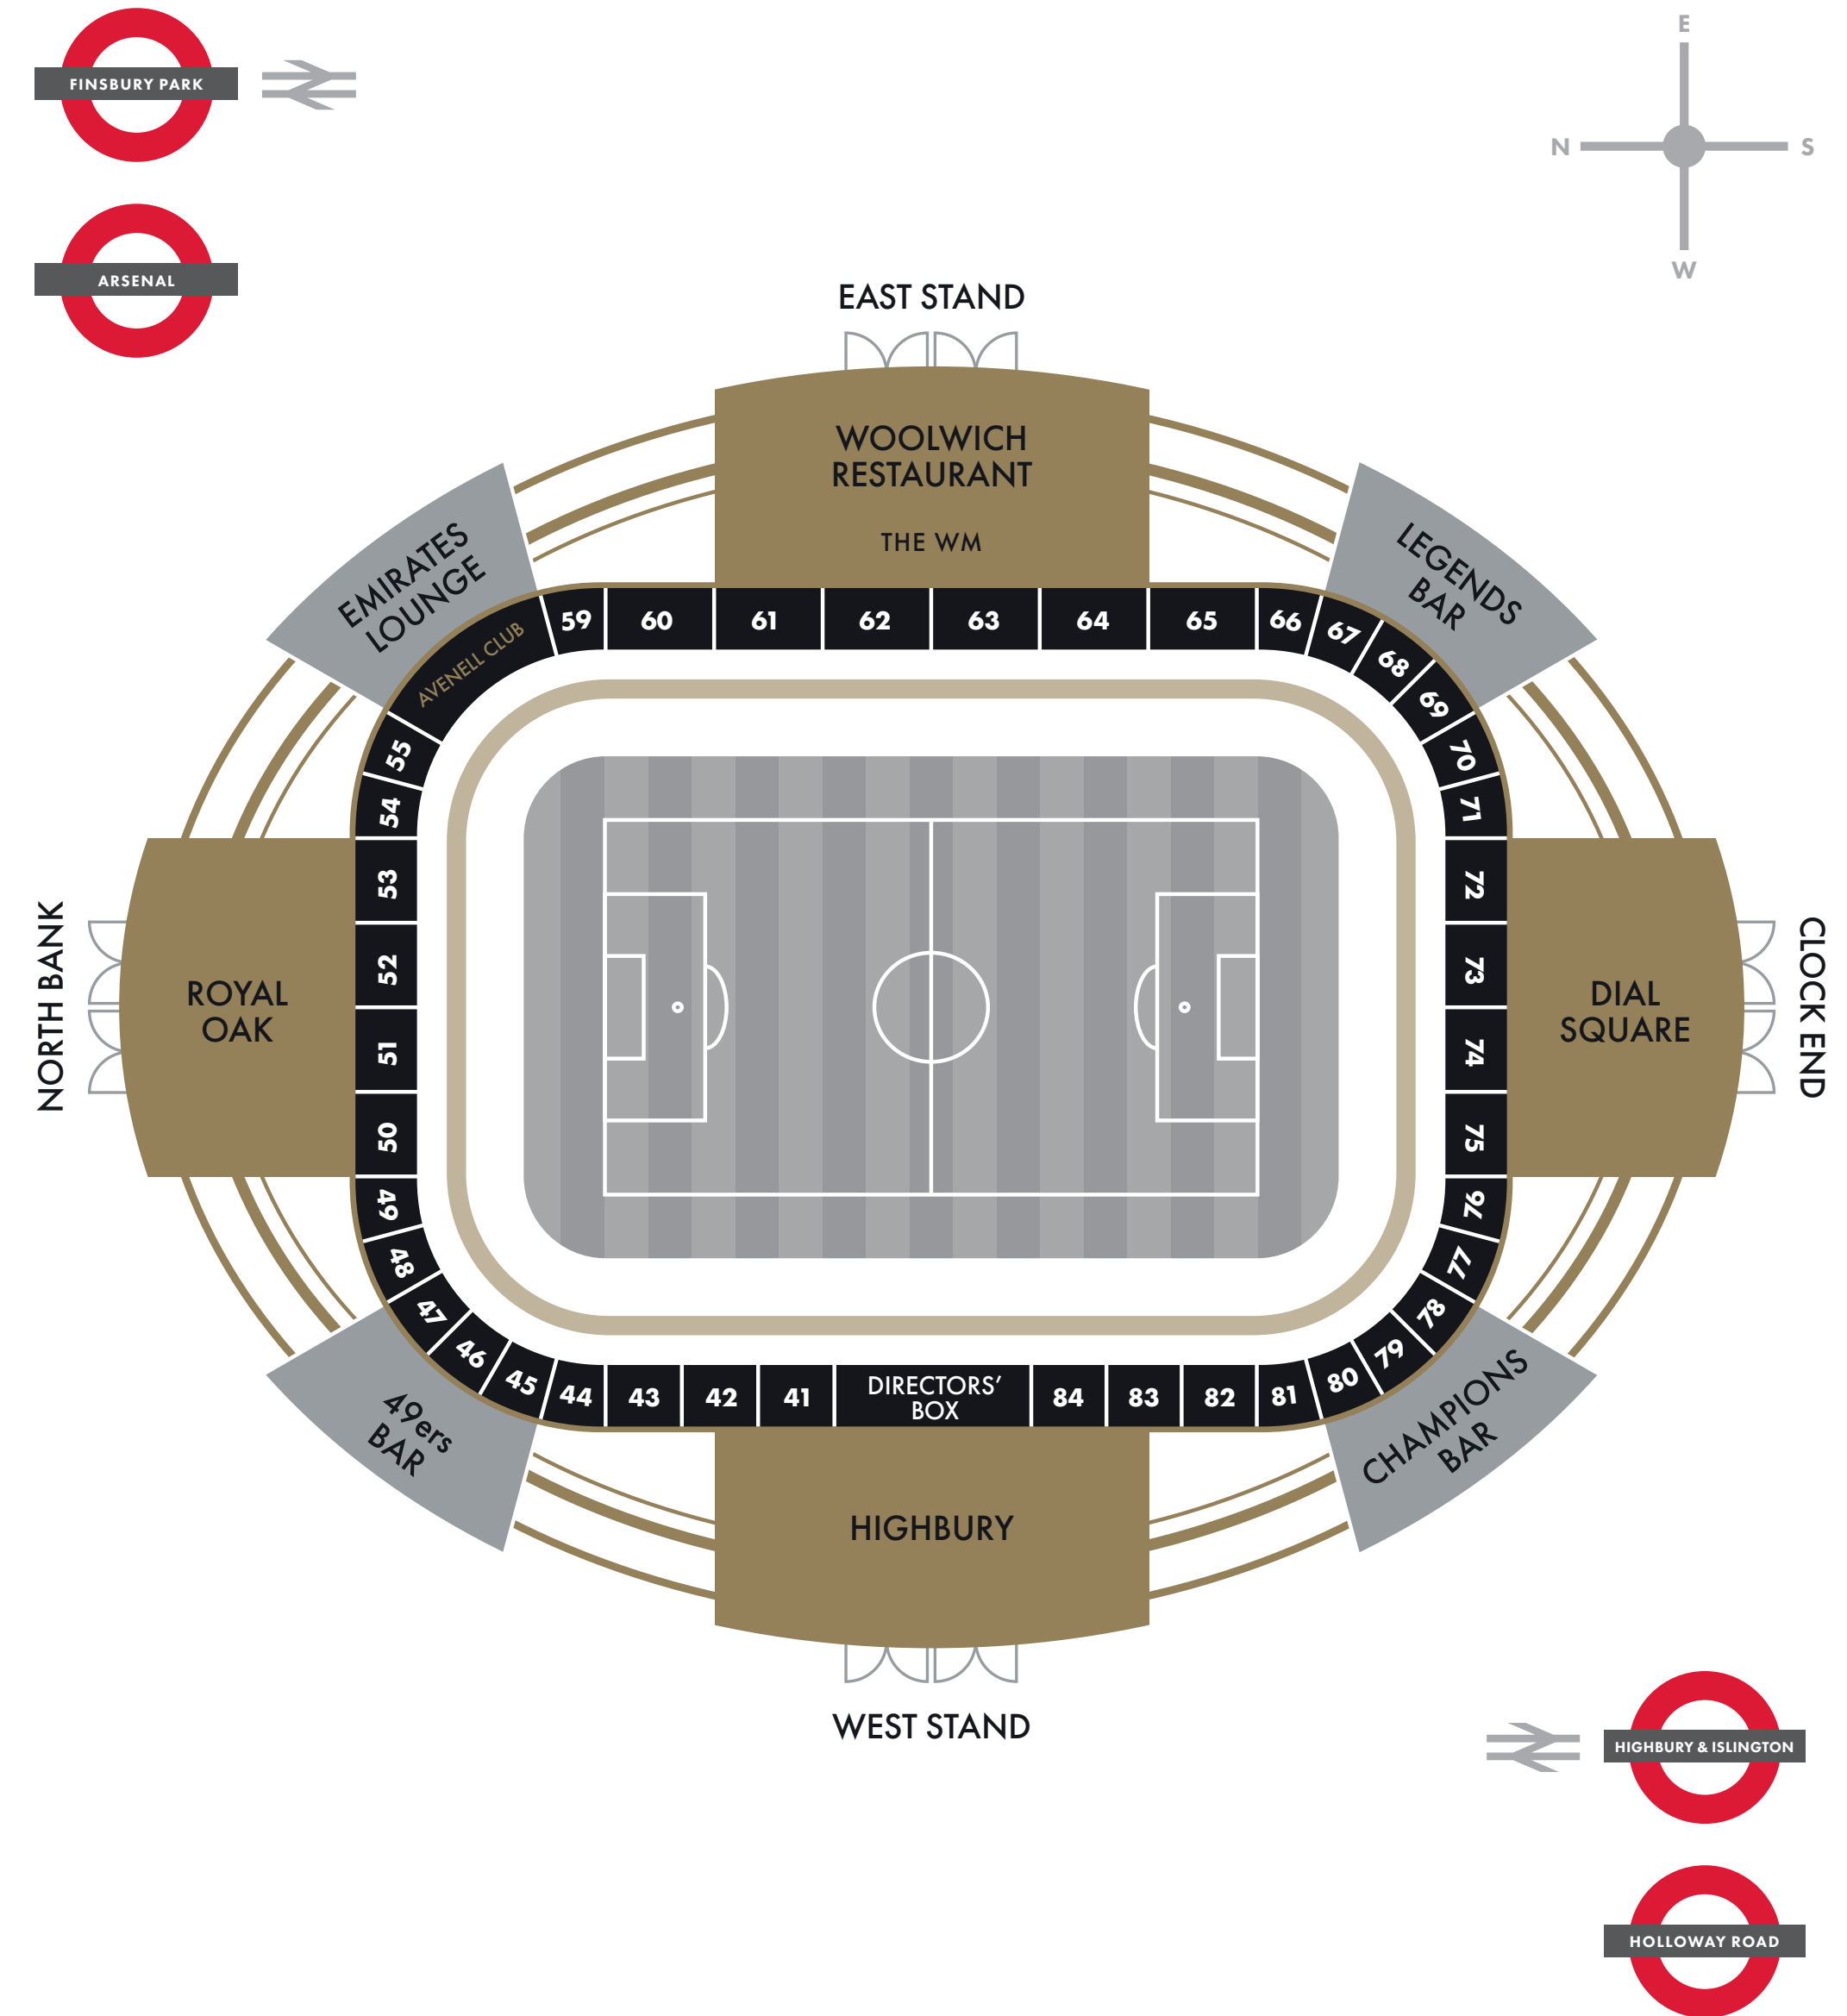 FINSBURY PARK
ARSENAL
E
N
S
W
EAST STAND
WOOLWICH
RESTAURANT
THE WM
EMIRATES
LOUNGE
LEGENDS
BAR
AVENELL CLUB
59
60
61
62
63
64
65
66
67
68
69
70
71
72
73
74
75
76
77
78
79
80
81
82
83
84
DIRECTORS'
BOX
41
42
43
44
45
46
47
48
49
50
51
52
53
54
55
NORTH BANK
ROYAL
OAK
DIAL
SQUARE
CLOCK END
49ers
BAR
CHAMPIONS
BAR
HIGHBURY
WEST STAND
HIGHBURY & ISLINGTON
HOLLOWAY ROAD